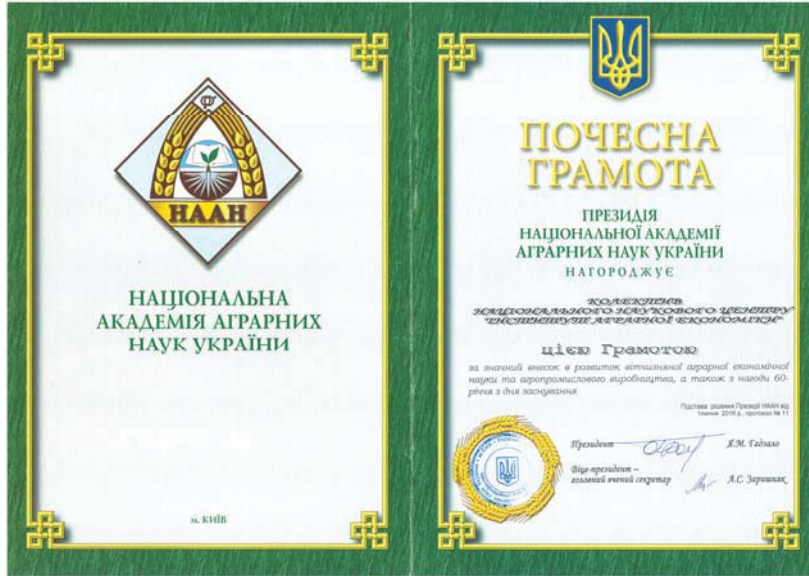 НААН
НАЦІОНАЛЬНА
АКАДЕМІЯ АГРАРНИХ
НАУК УКРАЇНИ
м. КИЇВ
ПОЧЕСНА
ГРАМОТА
ПРЕЗИДІЯ
НАЦІОНАЛЬНОЇ АКАДЕМІЇ
АГРАРНИХ НАУК УКРАЇНИ
НАГОРОДЖУЄ
КОЛЕКТИВ
НАЦІОНАЛЬНОГО НАУКОВОГО ЦЕНТРУ
"ІНСТИТУТ АГРАРНОЇ ЕКОНОМІКИ"
цією Грамотою
за значний внесок в розвиток вітчизняної аграрної економічної
науки та агропромислового виробництва, а також з нагоди 60-
річчя з дня заснування
Підстава: рішення Президії НААН від
липня 2016 р., протокол № 11
Президент
Я.М. Гадзало
Віце-президент –
головний вчений секретар
А.С. Заришняк